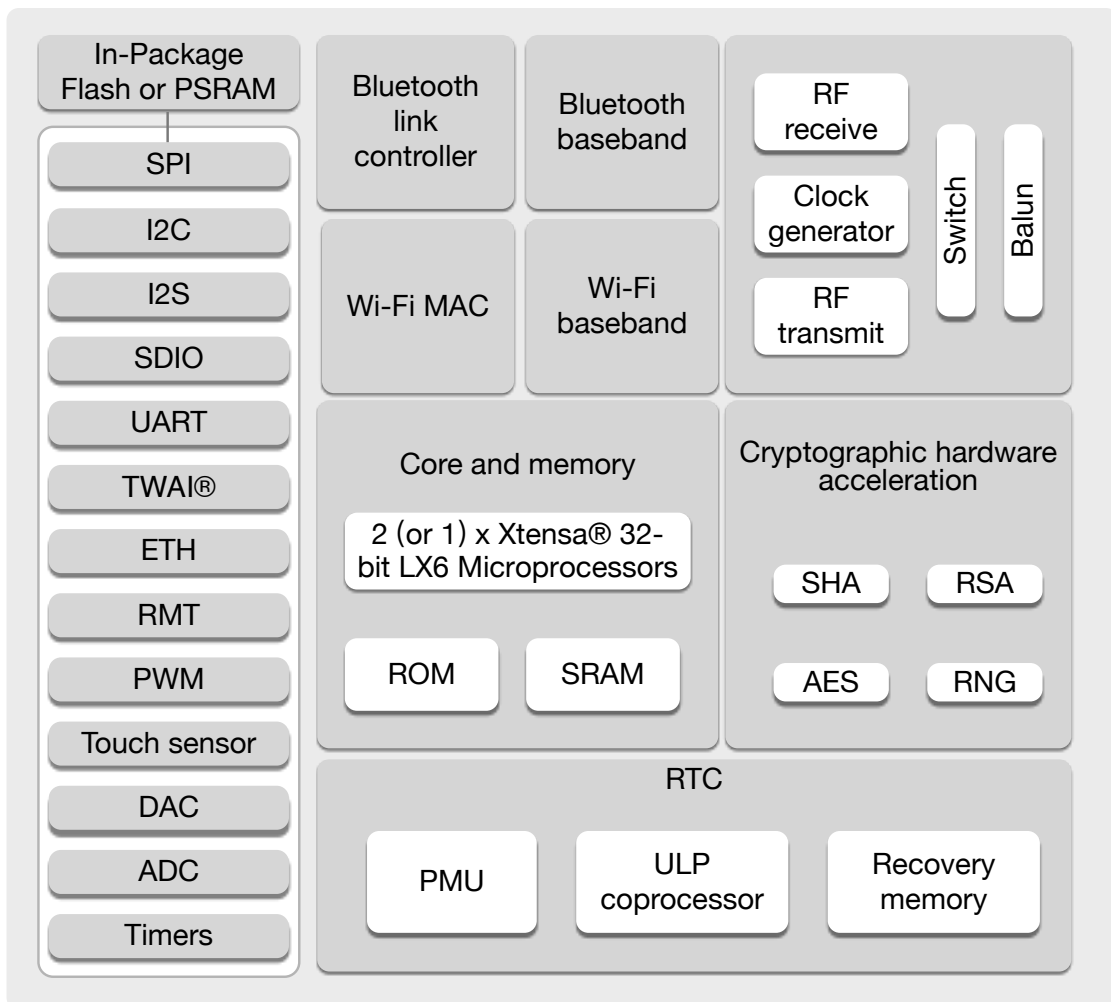 In-Package
Flash or PSRAM
SPI
I2C
I2S
SDIO
UART
TWAI®
ETH
RMT
PWM
Touch sensor
DAC
ADC
Timers
Bluetooth
link
controller
Bluetooth
baseband
Wi-Fi MAC
Wi-Fi
baseband
RF
receive
Clock
generator
RF
transmit
Switch
Balun
Core and memory
2 (or 1) x Xtensa® 32-
bit LX6 Microprocessors
ROM
SRAM
Cryptographic hardware
acceleration
SHA
RSA
AES
RNG
RTC
PMU
ULP
coprocessor
Recovery
memory